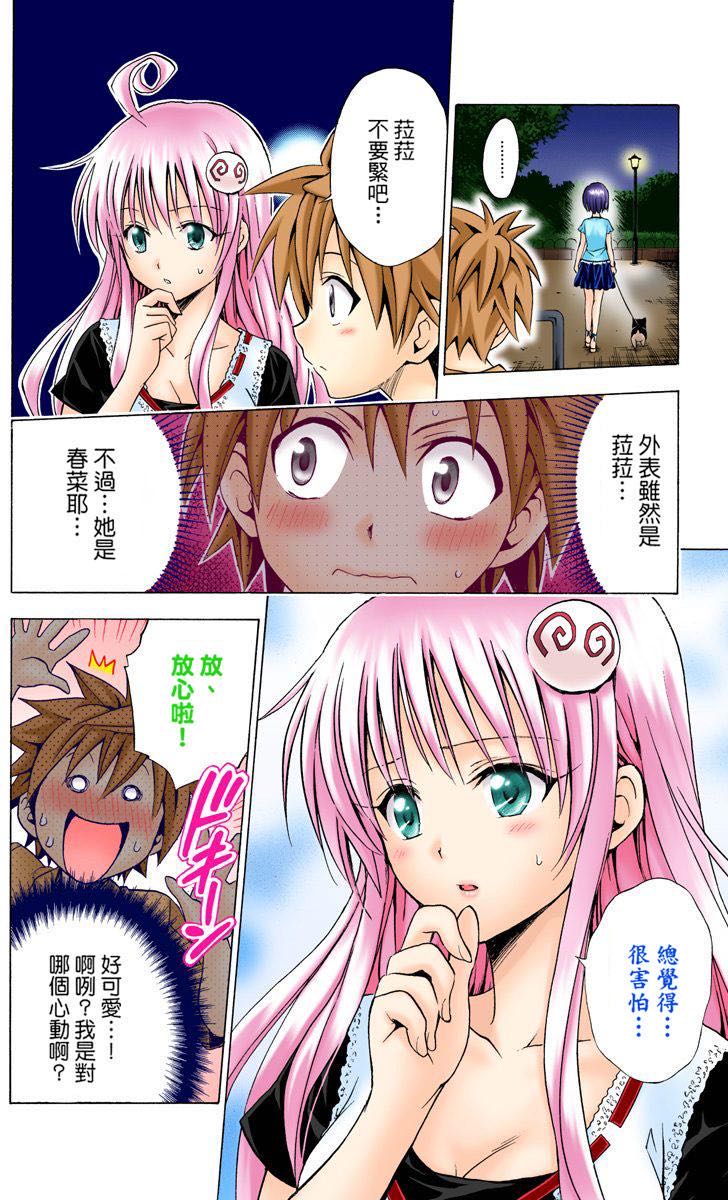 ………
菈菈
不要緊吧…
外表雖然是
菈菈…
不過…她是
春菜耶…
總覺得…
很害怕…
放、
放心啦！
ドキーン
好可愛…！
啊咧？我是對
哪個心動啊？